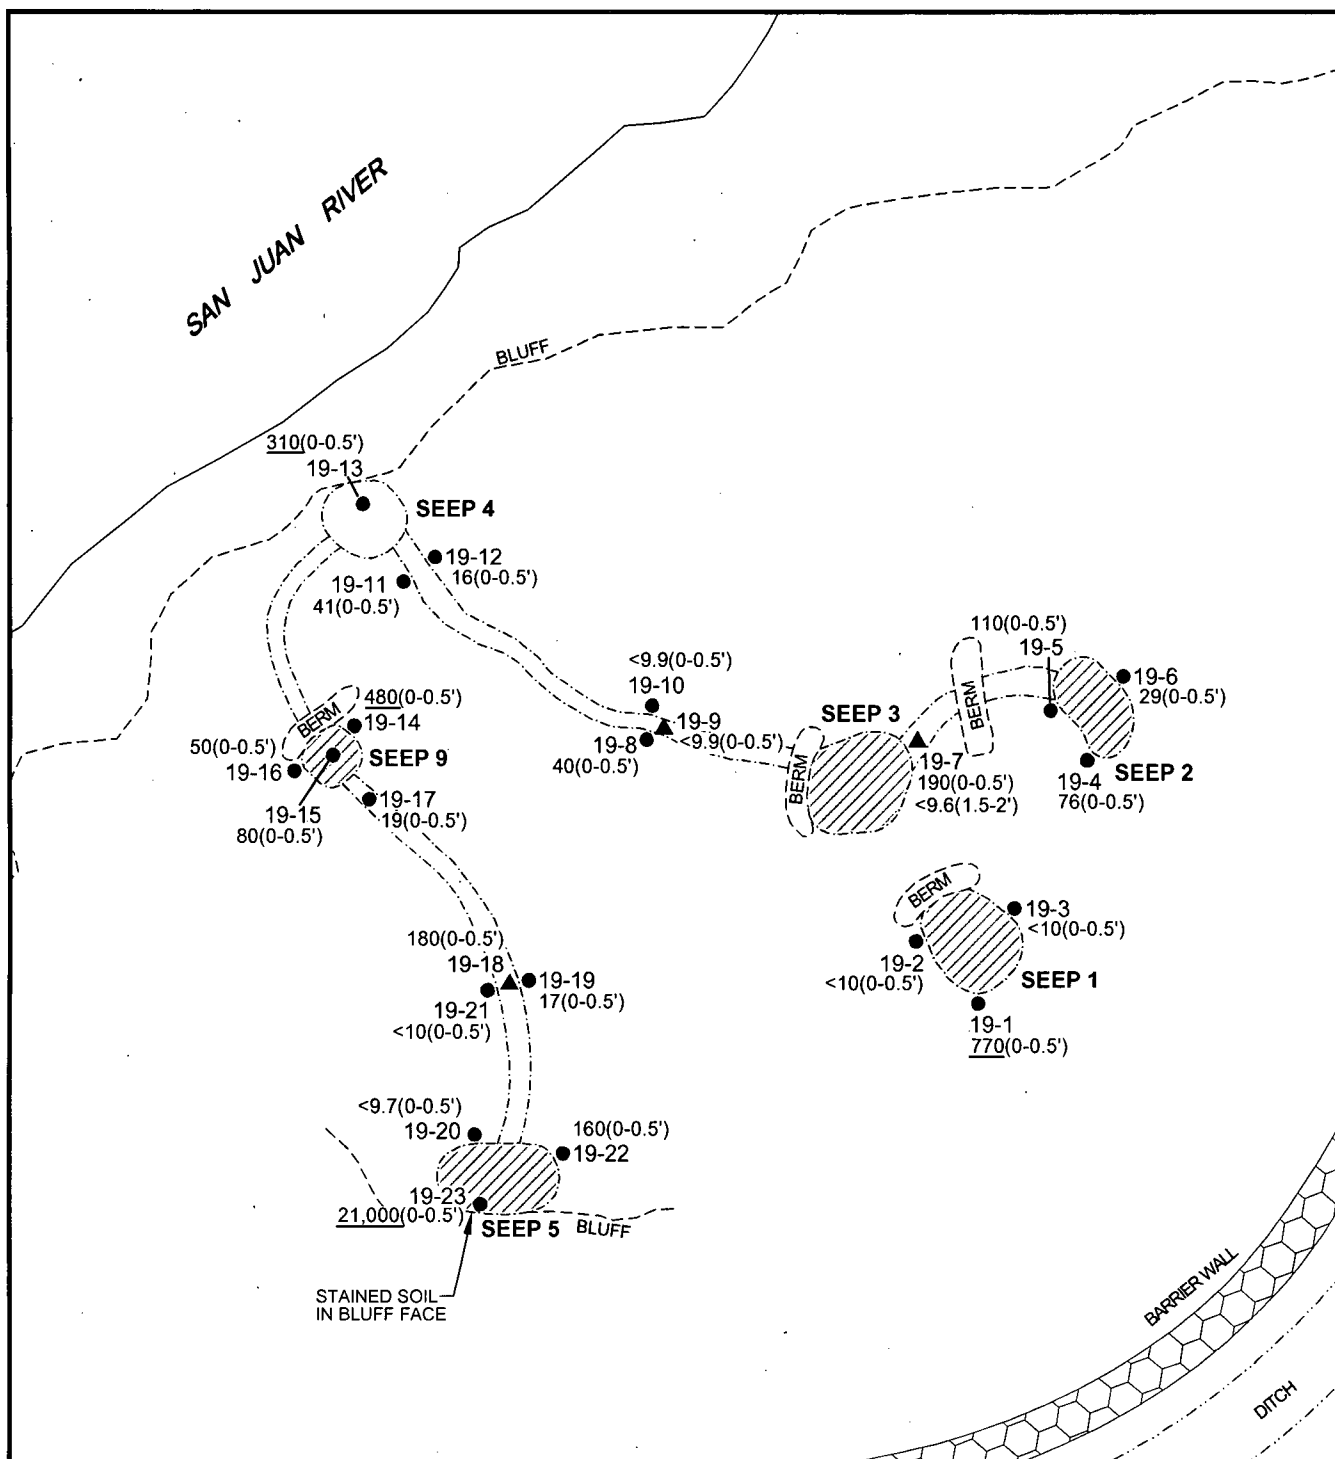 SAN JUAN RIVER
BLUFF
310(0-0.5')
19-13
SEEP 4
19-12
16(0-0.5')
19-11
41(0-0.5')
<9.9(0-0.5')
19-10
19-9
<9.9(0-0.5')
19-8
40(0-0.5')
SEEP 3
BERM
110(0-0.5')
19-5
BERM
19-6
29(0-0.5')
19-7
190(0-0.5')
<9.6(1.5-2')
19-4
76(0-0.5')
SEEP 2
480(0-0.5')
19-14
BERM
50(0-0.5')
19-16
SEEP 9
19-15
80(0-0.5')
19-17
19(0-0.5')
BERM
19-3
<10(0-0.5')
19-2
<10(0-0.5')
SEEP 1
19-1
770(0-0.5')
180(0-0.5')
19-18
19-19
17(0-0.5')
19-21
<10(0-0.5')
<9.7(0-0.5')
19-20
160(0-0.5')
19-22
19-23
21,000(0-0.5')
SEEP 5
BLUFF
STAINED SOIL
IN BLUFF FACE
BARRIER WALL
DITCH